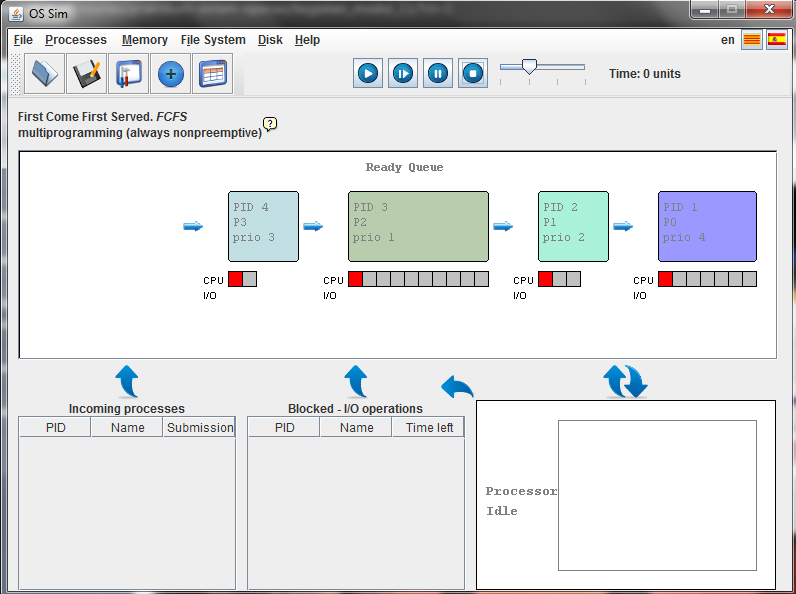 OS Sim
File Processes Memory File System Disk Help
en
Time: 0 units
First Come First Served. FCFS
multiprogramming (always nonpreemptive)
?
Ready Queue
PID 4
P3
prio 3
CPU
I/O
PID 3
P2
prio 1
CPU
I/O
PID 2
P1
prio 2
CPU
I/O
PID 1
P0
prio 4
CPU
I/O
Incoming processes
PID Name Submission
Blocked - I/O operations
PID Name Time left
Processor
Idle